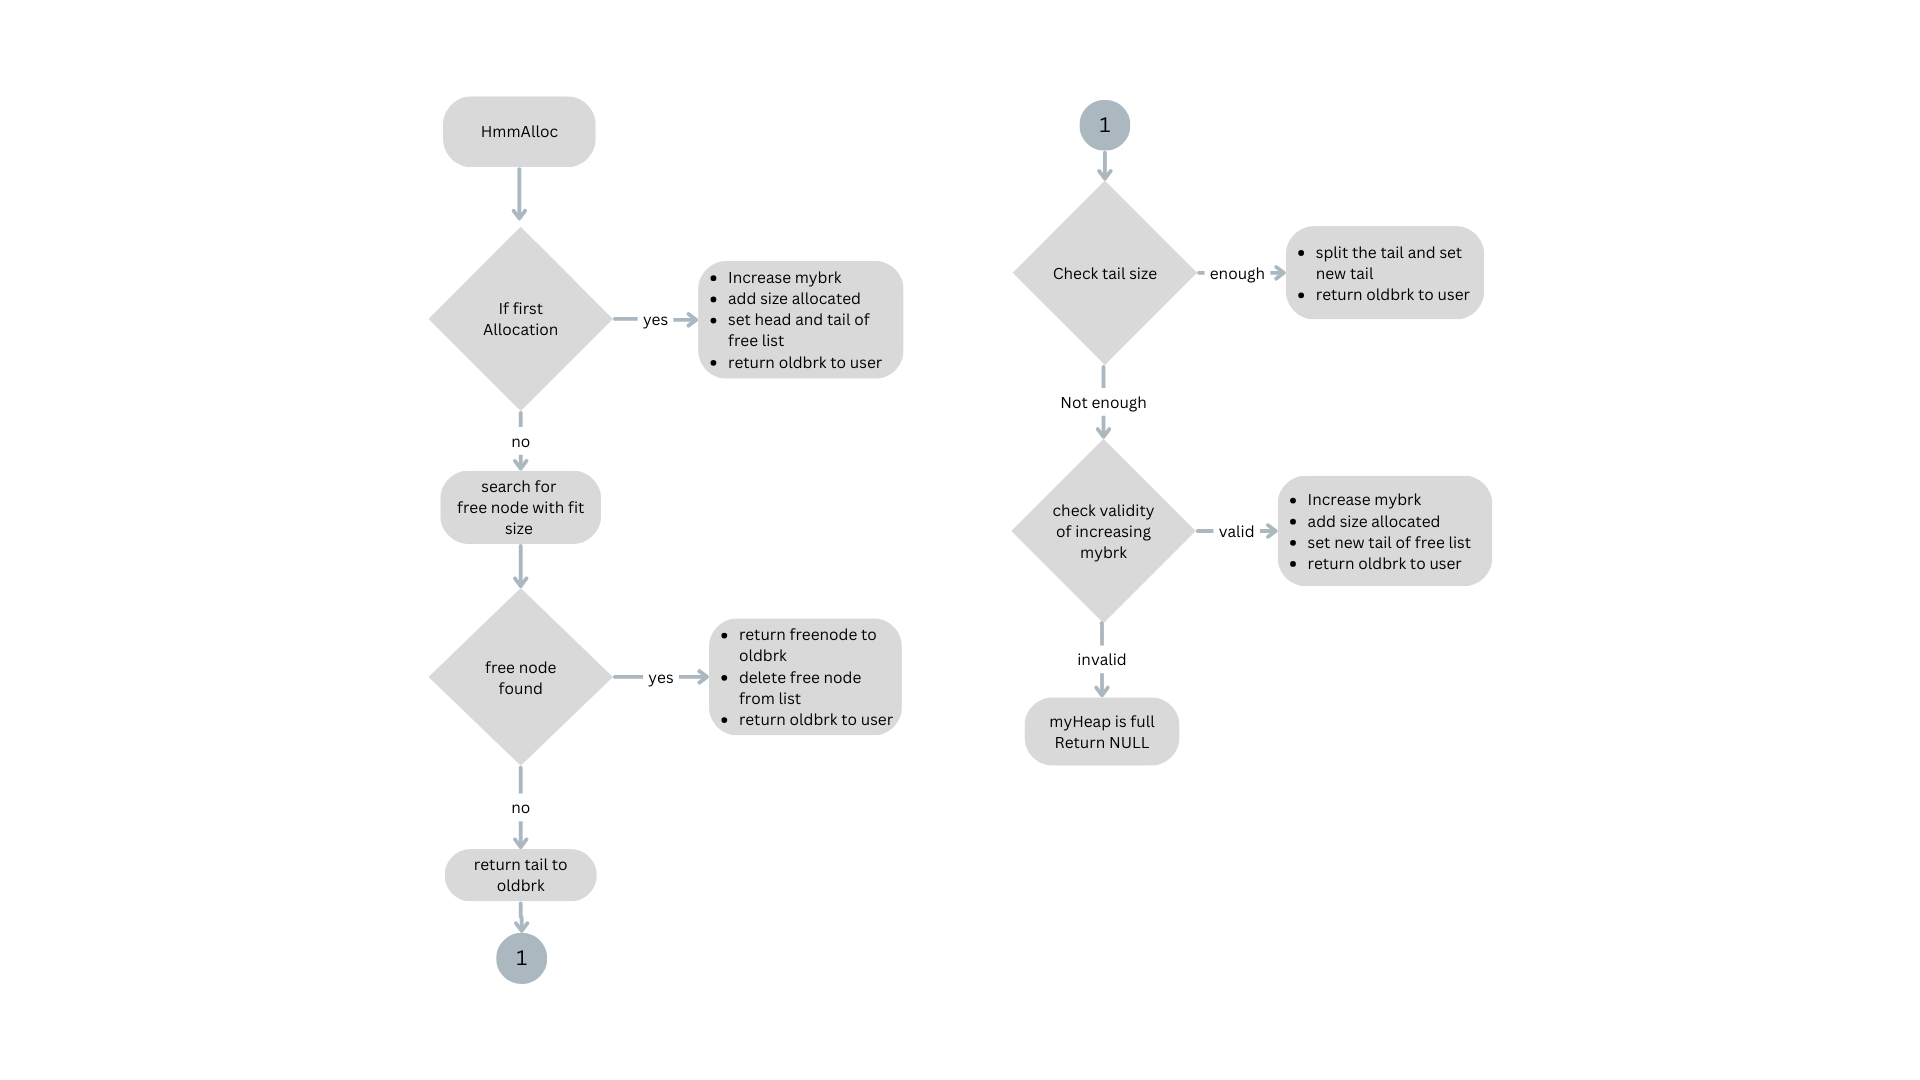 HmmAlloc
If first
Allocation
yes
• Increase mybrk
• add size allocated
• set head and tail of
free list
• return oldbrk to user
no
search for
free node with fit
size
free node
found
yes
• return freenode to
oldbrk
• delete free node
from list
• return oldbrk to user
no
return tail to
oldbrk
1
1
Check tail size
enough
• split the tail and set
new tail
• return oldbrk to user
Not enough
check validity
of increasing
mybrk
valid
• Increase mybrk
• add size allocated
• set new tail of free list
• return oldbrk to user
invalid
myHeap is full
Return NULL